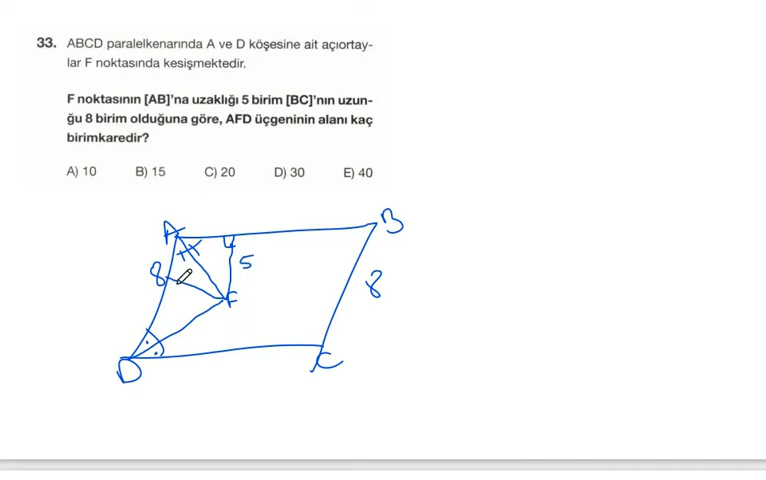 33. ABCD paralelkenarında A ve D köşesine ait açıortay-
lar F noktasında kesişmektedir.
F noktasının [AB]'na uzaklığı 5 birim [BC]'nın uzun-
ğu 8 birim olduğuna göre, AFD üçgeninin alanı kaç
birimkaredir?
A) 10 B) 15 C) 20 D) 30 E) 40
A B
8 5 8
F
D C